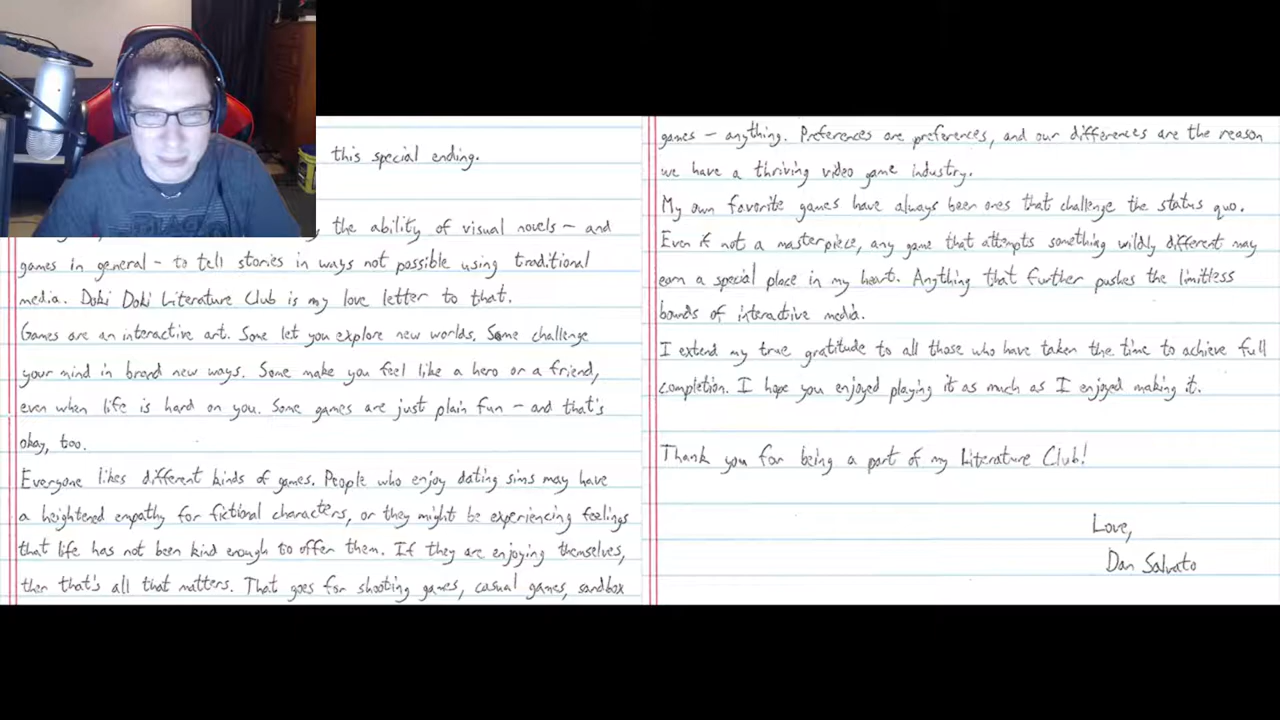 this special ending.
the ability of visual novels - and
games in general - to tell stories in ways not possible using traditional
media. Doki Doki Literature Club is my love letter to that.
Games are an interactive art. Some let you explore new worlds. Some challenge
your mind in brand new ways. Some make you feel like a hero or a friend,
even when life is hard on you. Some games are just plain fun - and that's
okay, too.
Everyone likes different kinds of games. People who enjoy dating sims may have
a heightened empathy for fictional characters, or they might be experiencing feelings
that life has not been kind enough to offer them. If they are enjoying themselves,
then that's all that matters. That goes for shooting games, casual games, sandbox
games - anything. Preferences are preferences, and our differences are the reason
we have a thriving video game industry.
My own favorite games have always been ones that challenge the status quo.
Even if not a masterpiece, any game that attempts something wildly different may
earn a special place in my heart. Anything that further pushes the limitless
bounds of interactive media.
I extend my true gratitude to all those who have taken the time to achieve full
completion. I hope you enjoyed playing it as much as I enjoyed making it.
Thank you for being a part of my Literature Club!
Love,
Dan Salvato